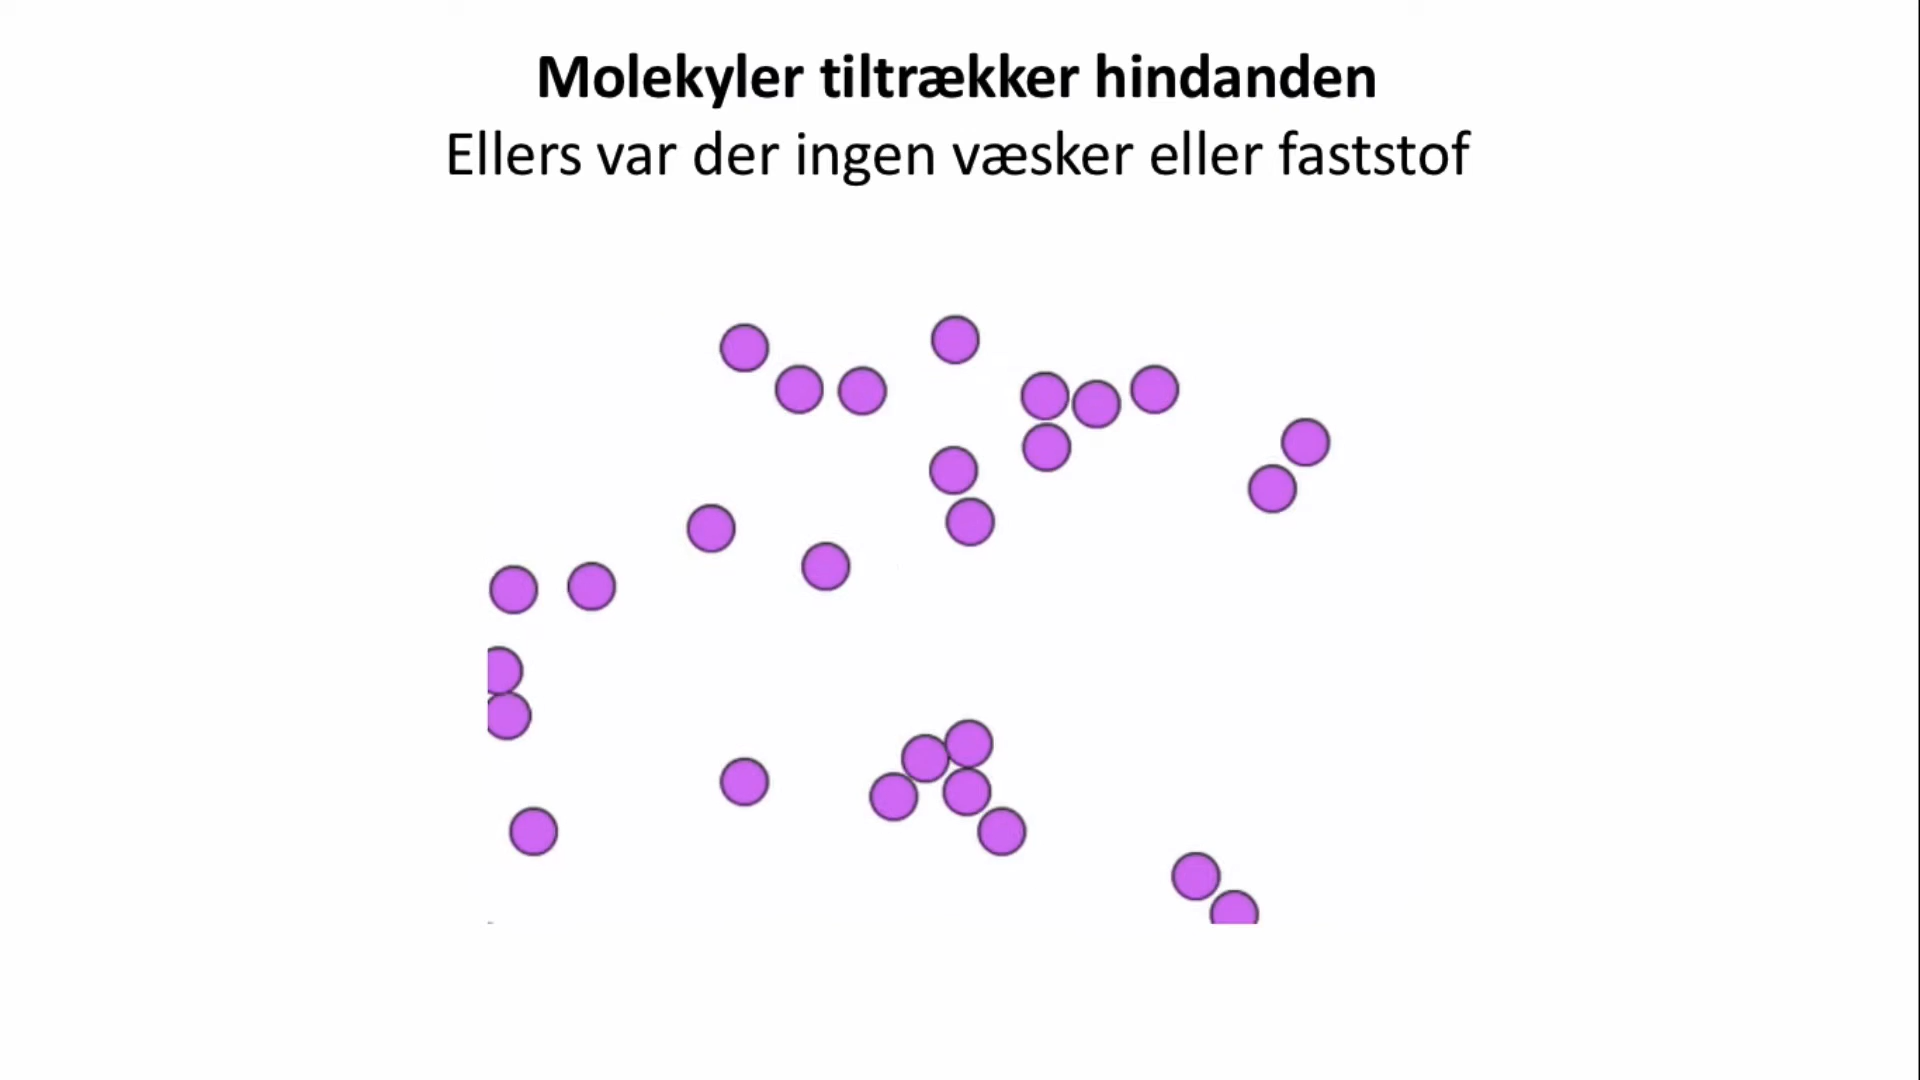 Molekyler tiltrækker hindanden
Ellers var der ingen væsker eller faststof